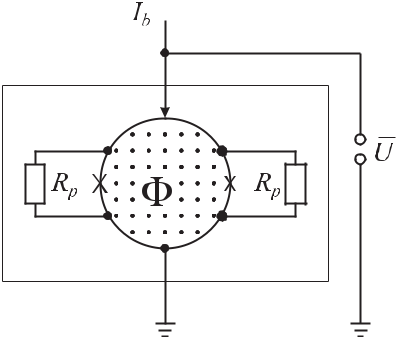 I_b
R_p Φ R_p U̅